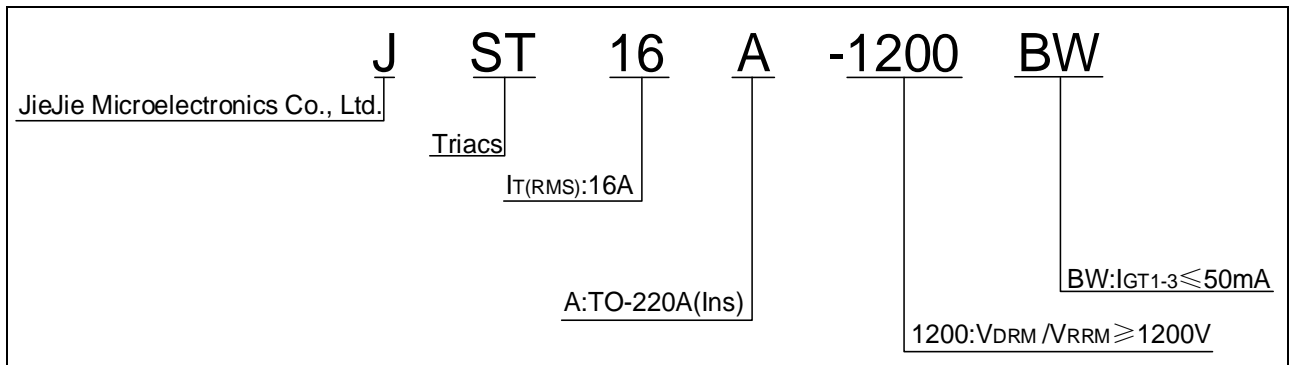 J ST 16 A -1200 BW
JieJie Microelectronics Co., Ltd.
Triacs
IT(RMS):16A
BW:IGT1-3≤50mA
A:TO-220A(Ins)
1200:VDRM /VRRM≥1200V